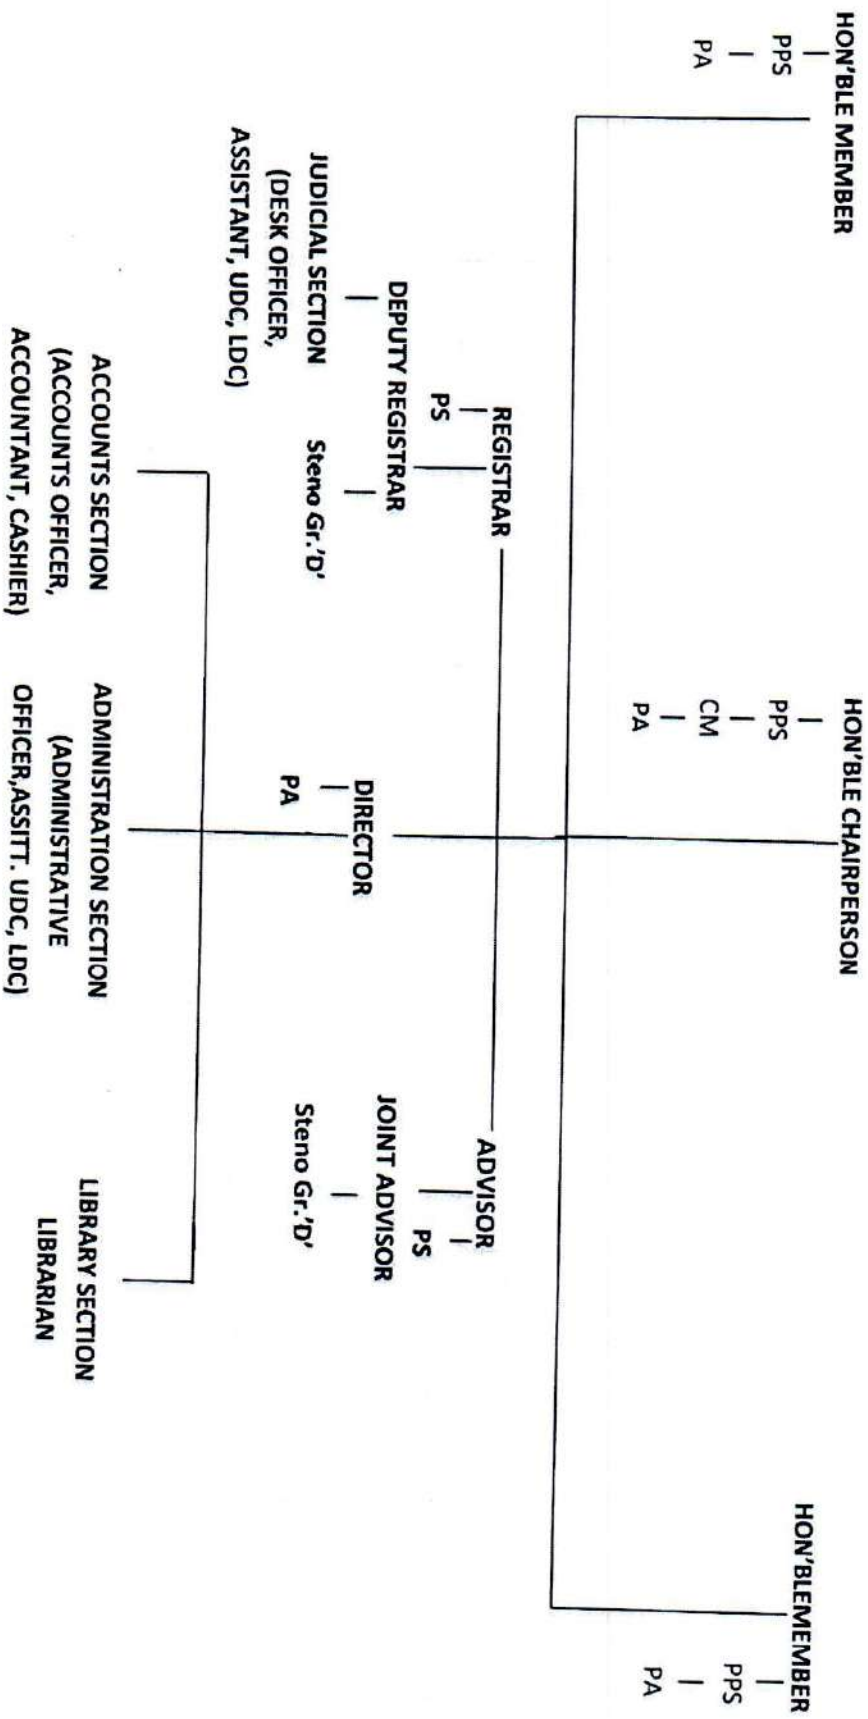 HON'BLE MEMBER
PPS
PA
HON'BLE CHAIRPERSON
PPS
CM
PA
HON'BLEMEMBER
PPS
PA
REGISTRAR
PS
DEPUTY REGISTRAR
JUDICIAL SECTION
(DESK OFFICER,
ASSISTANT, UDC, LDC)
Steno Gr.'D'
ADVISOR
PS
JOINT ADVISOR
Steno Gr.'D'
DIRECTOR
PA
ACCOUNTS SECTION
(ACCOUNTS OFFICER,
ACCOUNTANT, CASHIER)
ADMINISTRATION SECTION
(ADMINISTRATIVE
OFFICER,ASSITT. UDC, LDC)
LIBRARY SECTION
LIBRARIAN